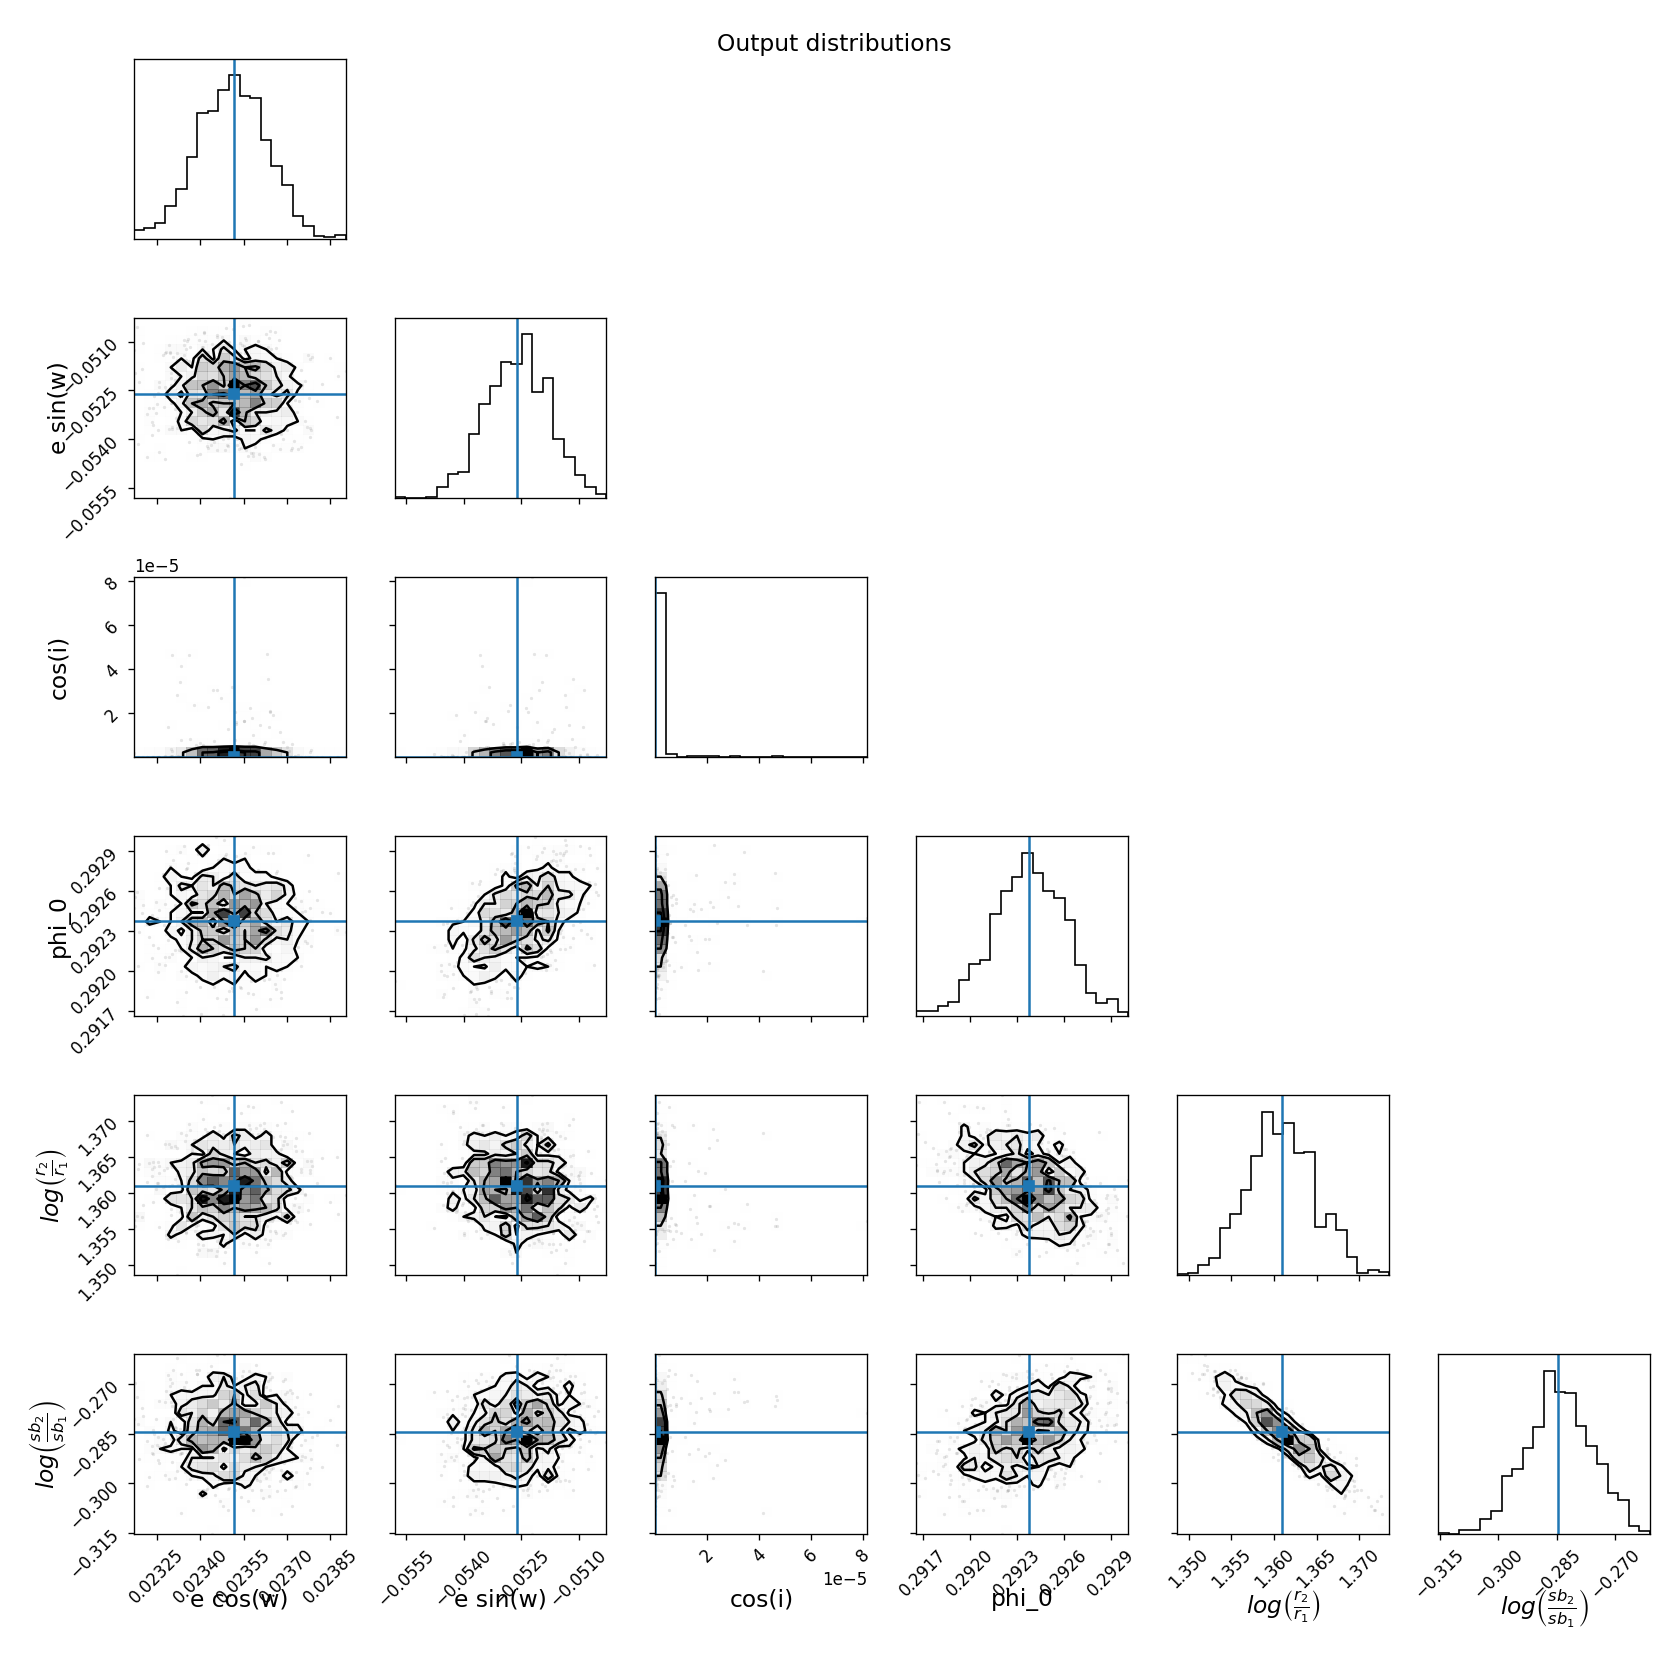 Output distributions
e sin(w)
−0.0510
−0.0525
−0.0540
−0.0555
1e−5
cos(i)
8
6
4
2
phi_0
0.2929
0.2926
0.2923
0.2920
0.2917
log(r₂/r₁)
1.370
1.365
1.360
1.355
1.350
log(sb₂/sb₁)
−0.270
−0.285
−0.300
−0.315
0.02325 0.02340 0.02355 0.02370 0.02385
e cos(w)
−0.0555 −0.0540 −0.0525 −0.0510
e sin(w)
2 4 6 8
1e−5
cos(i)
0.2917 0.2920 0.2923 0.2926 0.2929
phi_0
1.350 1.355 1.360 1.365 1.370
log(r₂/r₁)
−0.315 −0.300 −0.285 −0.270
log(sb₂/sb₁)